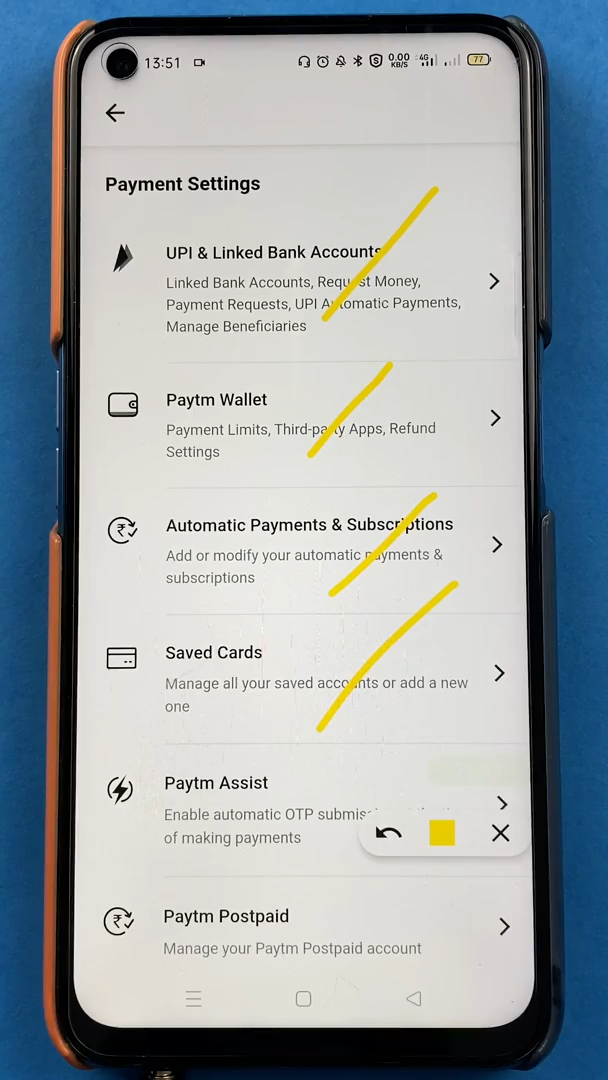 13:51
0.00
KB/S
4G
77
Payment Settings
UPI & Linked Bank Accounts
Linked Bank Accounts, Request Money,
Payment Requests, UPI Automatic Payments,
Manage Beneficiaries
Paytm Wallet
Payment Limits, Third-party Apps, Refund
Settings
Automatic Payments & Subscriptions
Add or modify your automatic payments &
subscriptions
Saved Cards
Manage all your saved accounts or add a new
one
Paytm Assist
Enable automatic OTP
of making payments
Paytm Postpaid
Manage your Paytm Postpaid account